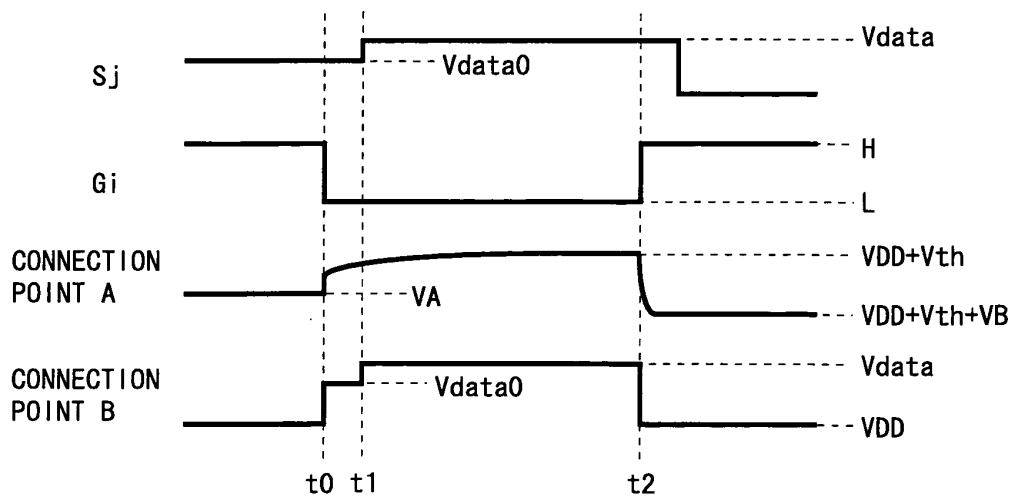 Vdata
Sj
Vdata0
H
Gi
L
CONNECTION
POINT A
VDD+Vth
VA
VDD+Vth+VB
CONNECTION
POINT B
Vdata
Vdata0
VDD
t0
t1
t2